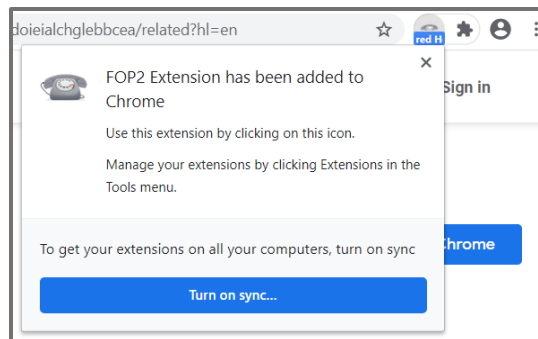 doieialchglebbcea/related?hl=en
red H
Sign in
FOP2 Extension has been added to
Chrome
Use this extension by clicking on this icon.
Manage your extensions by clicking Extensions in the
Tools menu.
To get your extensions on all your computers, turn on sync
Chrome
Turn on sync...